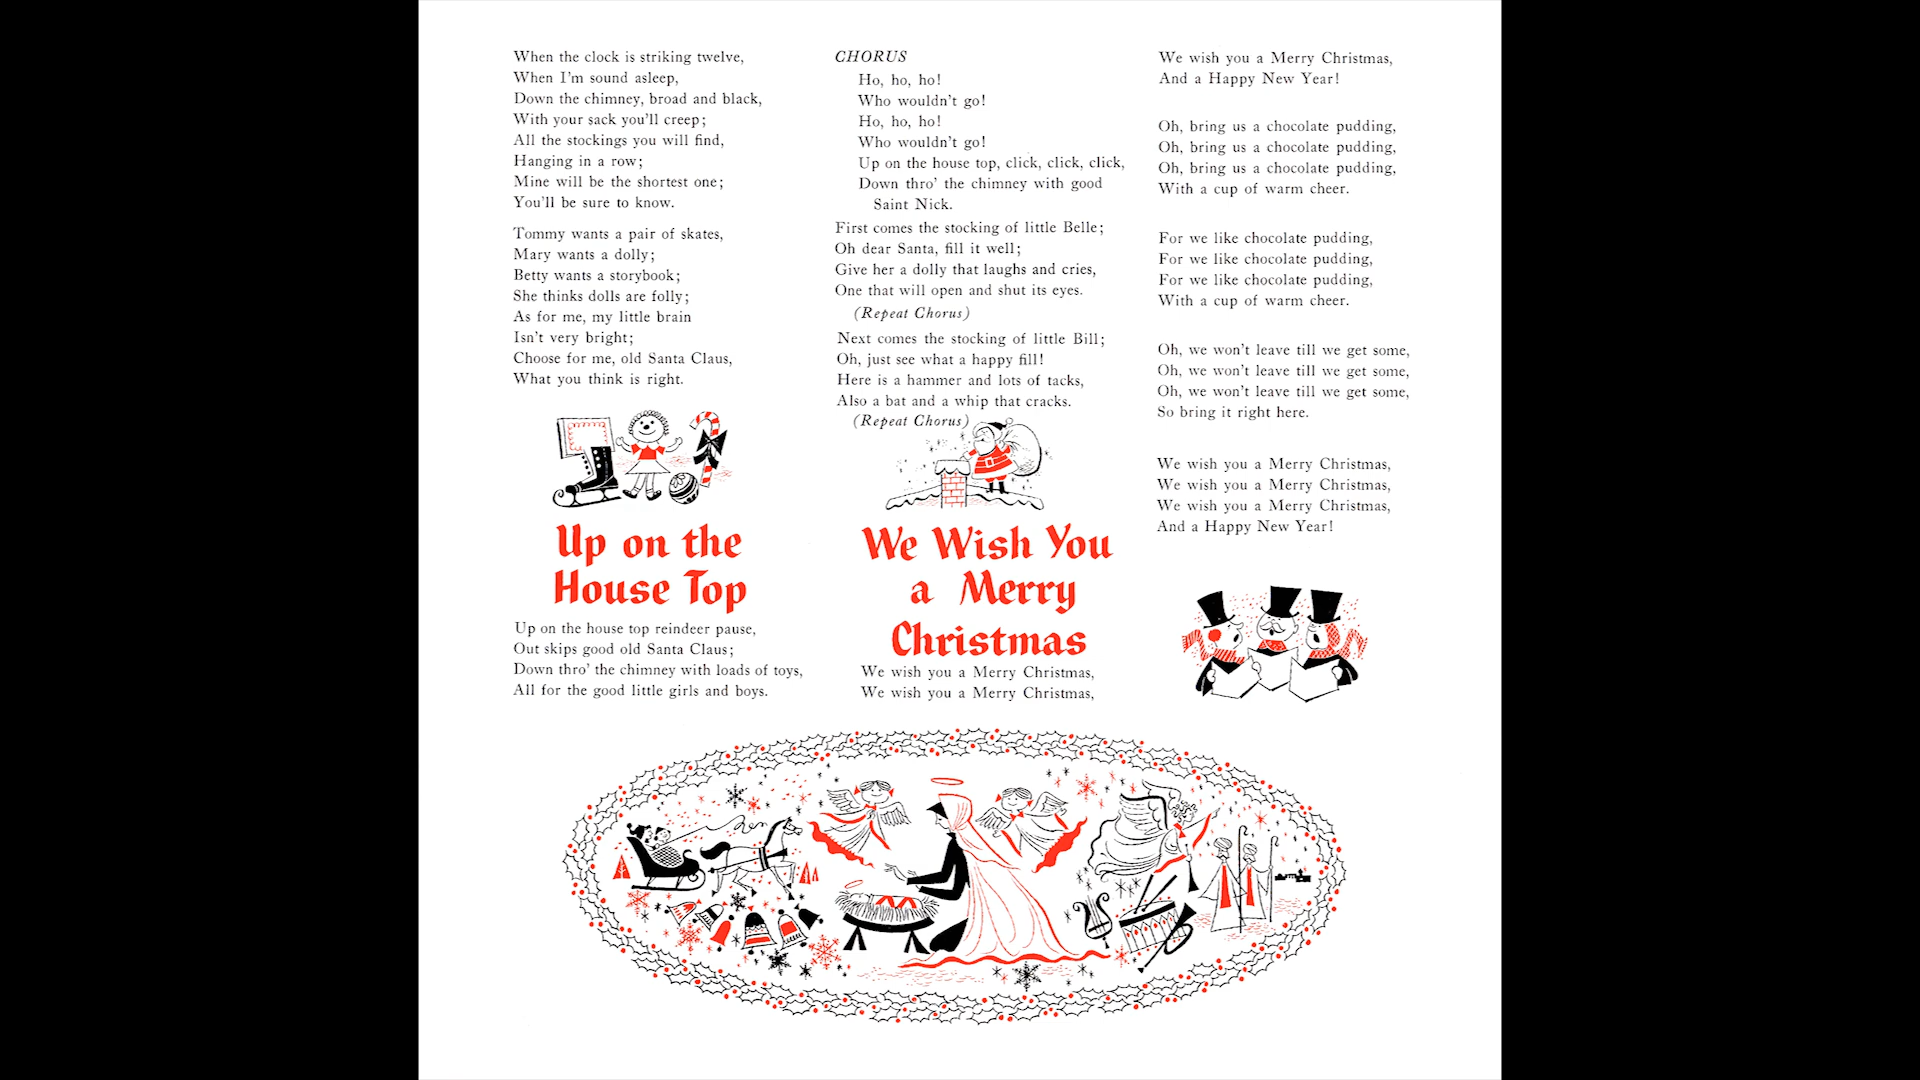 When the clock is striking twelve,
When I'm sound asleep,
Down the chimney, broad and black,
With your sack you'll creep;
All the stockings you will find,
Hanging in a row;
Mine will be the shortest one;
You'll be sure to know.
Tommy wants a pair of skates,
Mary wants a dolly;
Betty wants a storybook;
She thinks dolls are folly;
As for me, my little brain
Isn't very bright;
Choose for me, old Santa Claus,
What you think is right.
Up on the
House Top
Up on the house top reindeer pause,
Out skips good old Santa Claus;
Down thro' the chimney with loads of toys,
All for the good little girls and boys.
CHORUS
Ho, ho, ho!
Who wouldn't go!
Ho, ho, ho!
Who wouldn't go!
Up on the house top, click, click, click,
Down thro' the chimney with good
Saint Nick.
First comes the stocking of little Belle;
Oh dear Santa, fill it well;
Give her a dolly that laughs and cries,
One that will open and shut its eyes.
(Repeat Chorus)
Next comes the stocking of little Bill;
Oh, just see what a happy fill!
Here is a hammer and lots of tacks,
Also a bat and a whip that cracks.
(Repeat Chorus)
We Wish You
a Merry
Christmas
We wish you a Merry Christmas,
We wish you a Merry Christmas,
We wish you a Merry Christmas,
And a Happy New Year!
Oh, bring us a chocolate pudding,
Oh, bring us a chocolate pudding,
Oh, bring us a chocolate pudding,
With a cup of warm cheer.
For we like chocolate pudding,
For we like chocolate pudding,
For we like chocolate pudding,
With a cup of warm cheer.
Oh, we won't leave till we get some,
Oh, we won't leave till we get some,
Oh, we won't leave till we get some,
So bring it right here.
We wish you a Merry Christmas,
We wish you a Merry Christmas,
We wish you a Merry Christmas,
And a Happy New Year!